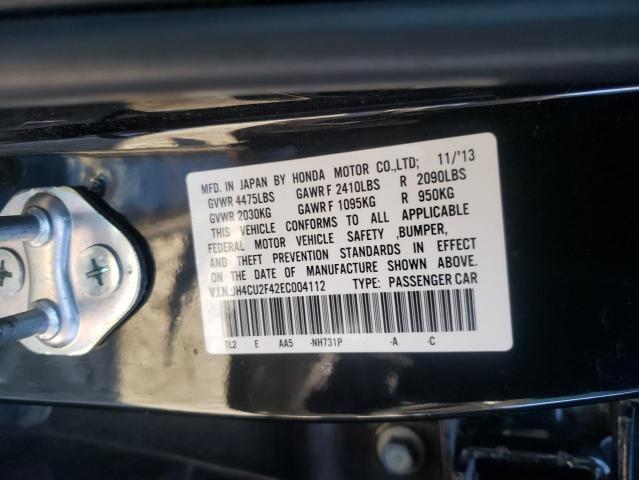 MFD. IN JAPAN BY HONDA MOTOR CO.,LTD; 11/'13
GVWR 4475LBS GAWR F 2410LBS R 2090LBS
GVWR 2030KG GAWR F 1095KG R 950KG
THIS VEHICLE CONFORMS TO ALL APPLICABLE
FEDERAL MOTOR VEHICLE SAFETY ,BUMPER,
AND THEFT PREVENTION STANDARDS IN EFFECT
ON THE DATE OF MANUFACTURE SHOWN ABOVE.
V.I.N.:JH4CU2F42EC004112 TYPE: PASSENGER CAR
TL2 E AA5 -NH731P -A -C